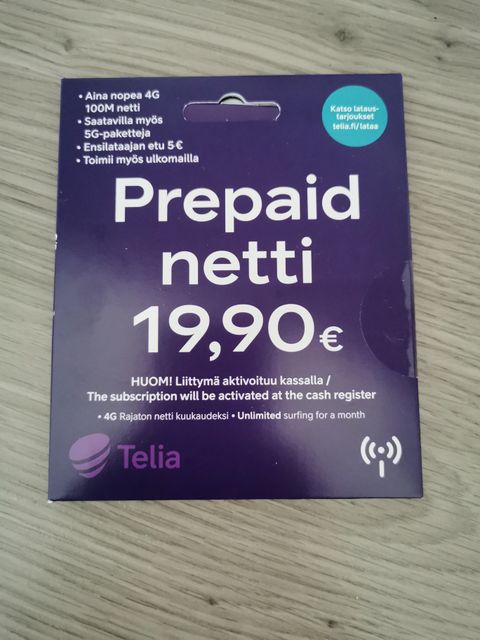 • Aina nopea 4G
100M netti
• Saatavilla myös
5G-paketteja
• Ensilataajan etu 5 €
• Toimii myös ulkomailla
Katso lataus-
tarjoukset
telia.fi/lataa
Prepaid
netti
19,90€
HUOM! Liittymä aktivoituu kassalla /
The subscription will be activated at the cash register
• 4G Rajaton netti kuukaudeksi • Unlimited surfing for a month
Telia